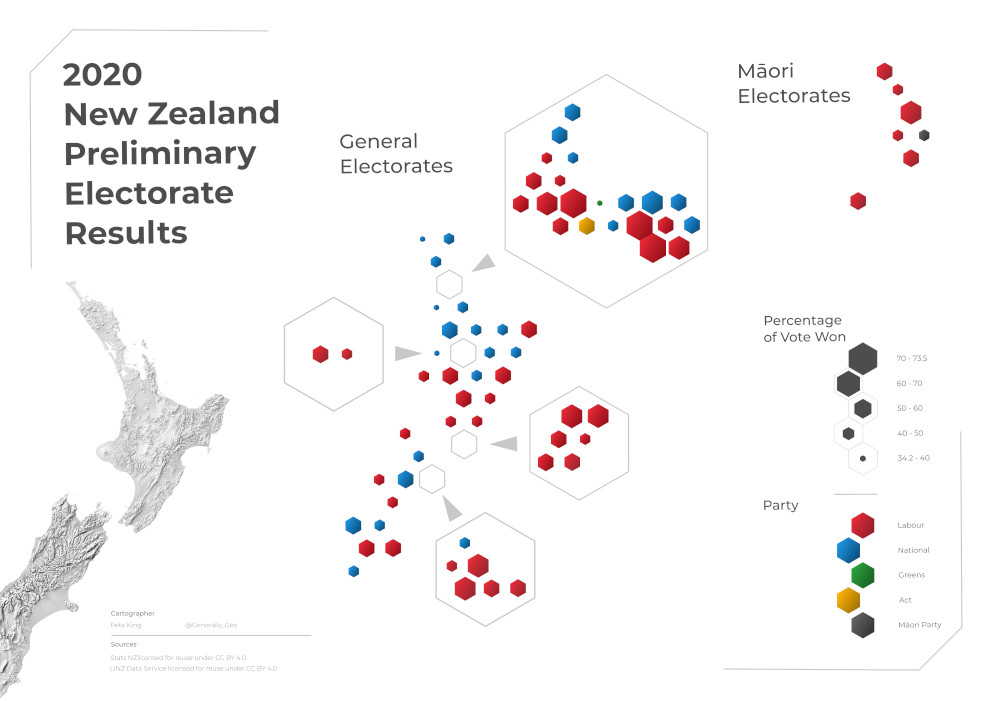 2020
New Zealand
Preliminary
Electorate
Results
General
Electorates
Māori
Electorates
Percentage
of Vote Won
70 - 73.5
60 - 70
50 - 60
40 - 50
34.2 - 40
Party
Labour
National
Greens
Act
Māori Party
Cartographer
Pete King @Generally_Geo
Sources
Stats NZlicensed for reuse under CC BY 4.0
LINZ Data Service licensed for reuse under CC BY 4.0